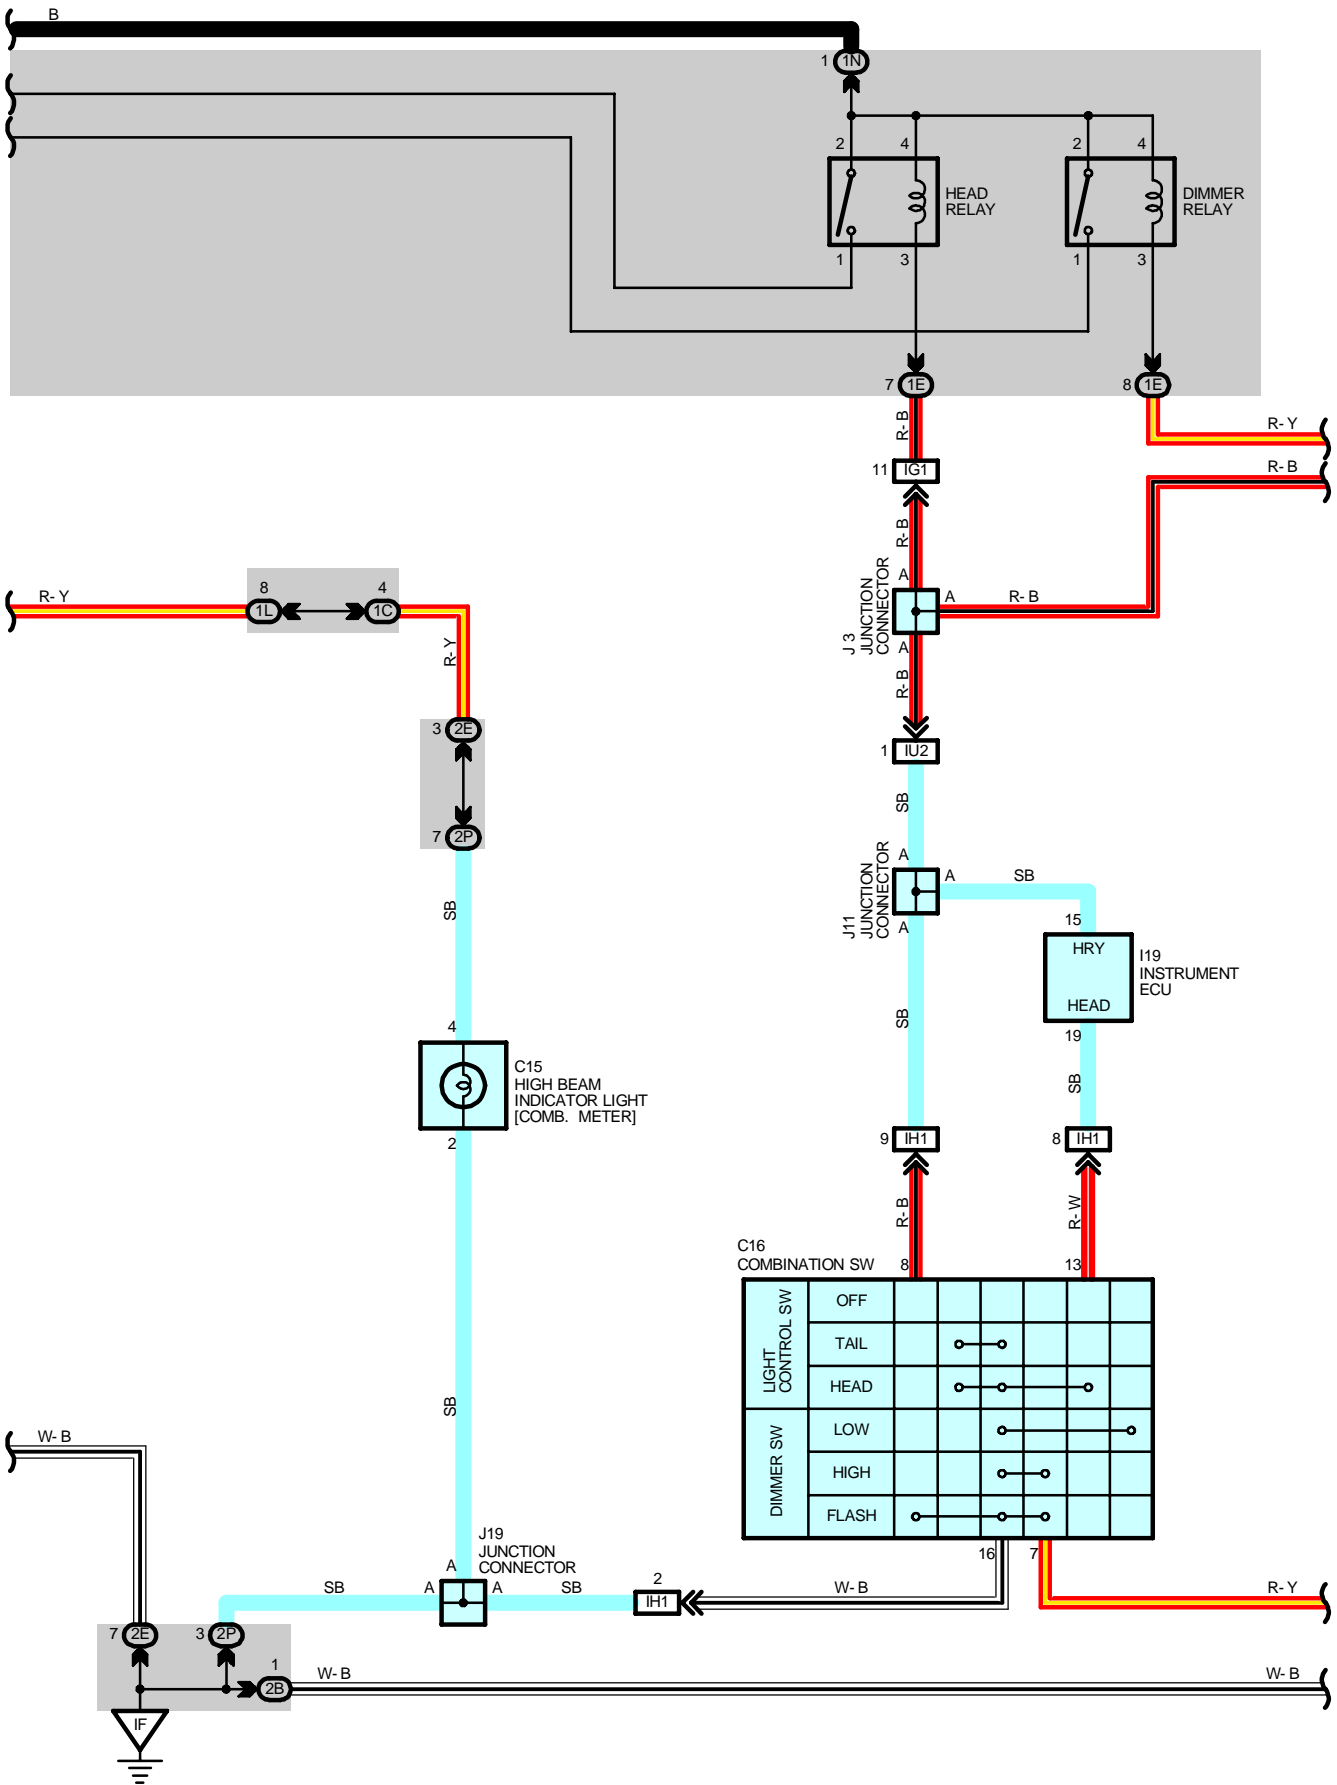 B
1 1N
2 4 2 4
HEAD
RELAY
DIMMER
RELAY
1 3 1 3
7 1E 8 1E
R-B
R-Y
R-B
11 IG1
R-B
A
J 3
JUNCTION
CONNECTOR
A R-B
A
R-B
R-Y
8 4
1L 1C
R-Y
3 2E
7 2P
1 IU2
SB
A
J11
JUNCTION
CONNECTOR
A SB
A
SB
15
HRY
HEAD
I19
INSTRUMENT
ECU
19
SB
SB
4
C15
HIGH BEAM
INDICATOR LIGHT
[COMB. METER]
2
9 IH1 8 IH1
R-B R-W
C16
COMBINATION SW
8 13
LIGHT
CONTROL SW
OFF
TAIL
HEAD
DIMMER SW
LOW
HIGH
FLASH
16 7
SB
W-B
J19
JUNCTION
CONNECTOR
A
SB A A SB
2
IH1
W-B
R-Y
7 2E 3 2P
1
2B
W-B W-B
IF